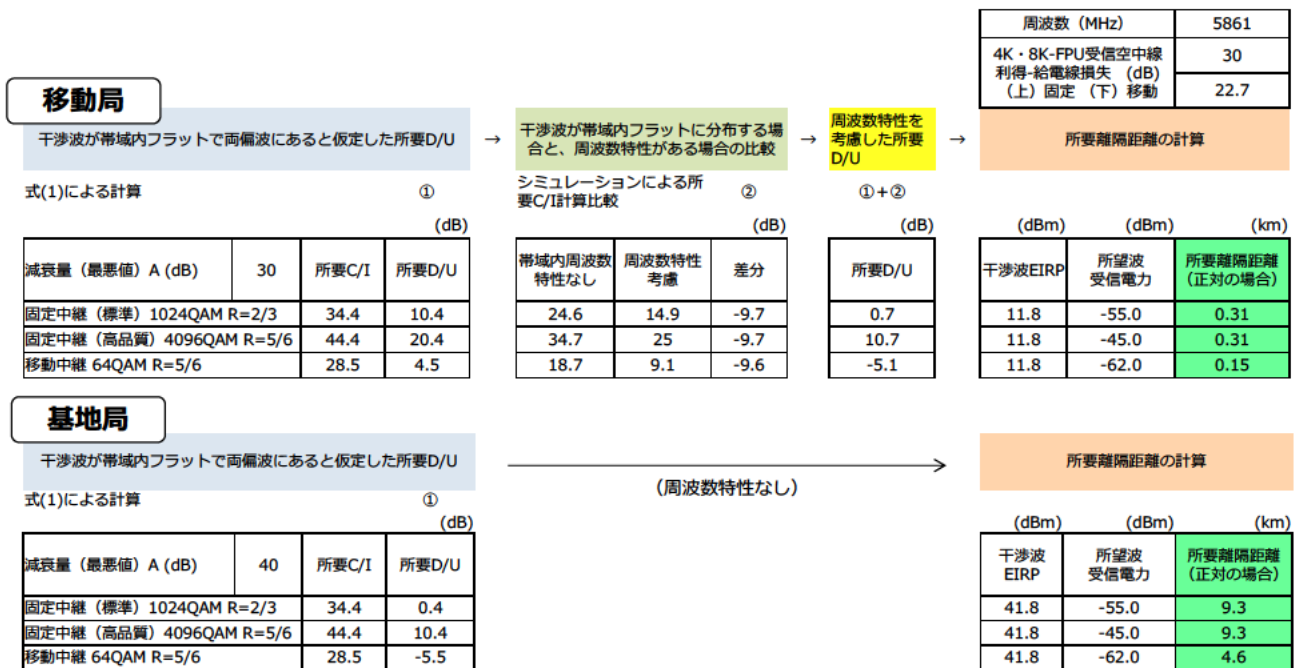 周波数（MHz） 5861
4K・8K-FPU受信空中線 30
利得-給電線損失 (dB)
（上）固定 （下）移動 22.7
移動局
干渉波が帯域内フラットで両偏波にあると仮定した所要D/U → 干渉波が帯域内フラットに分布する場 → 周波数特性を → 所要離隔距離の計算
合と、周波数特性がある場合の比較 考慮した所要
D/U
式(1)による計算 ① シミュレーションによる所 ② ①+②
要C/I計算比較
(dB) (dB) (dB) (dBm) (dBm) (km)
減衰量（最悪値）A (dB) 30 所要C/I 所要D/U 帯域内周波数 周波数特性 差分 所要D/U 干渉波EIRP 所望波 所要離隔距離
特性なし 考慮 受信電力 （正対の場合）
固定中継（標準）1024QAM R=2/3 34.4 10.4 24.6 14.9 -9.7 0.7 11.8 -55.0 0.31
固定中継（高品質）4096QAM R=5/6 44.4 20.4 34.7 25 -9.7 10.7 11.8 -45.0 0.31
移動中継 64QAM R=5/6 28.5 4.5 18.7 9.1 -9.6 -5.1 11.8 -62.0 0.15
基地局
干渉波が帯域内フラットで両偏波にあると仮定した所要D/U 所要離隔距離の計算
（周波数特性なし）
式(1)による計算 ①
(dB) (dBm) (dBm) (km)
減衰量（最悪値）A (dB) 40 所要C/I 所要D/U 干渉波 所望波 所要離隔距離
EIRP 受信電力 （正対の場合）
固定中継（標準）1024QAM R=2/3 34.4 0.4 41.8 -55.0 9.3
固定中継（高品質）4096QAM R=5/6 44.4 10.4 41.8 -45.0 9.3
移動中継 64QAM R=5/6 28.5 -5.5 41.8 -62.0 4.6